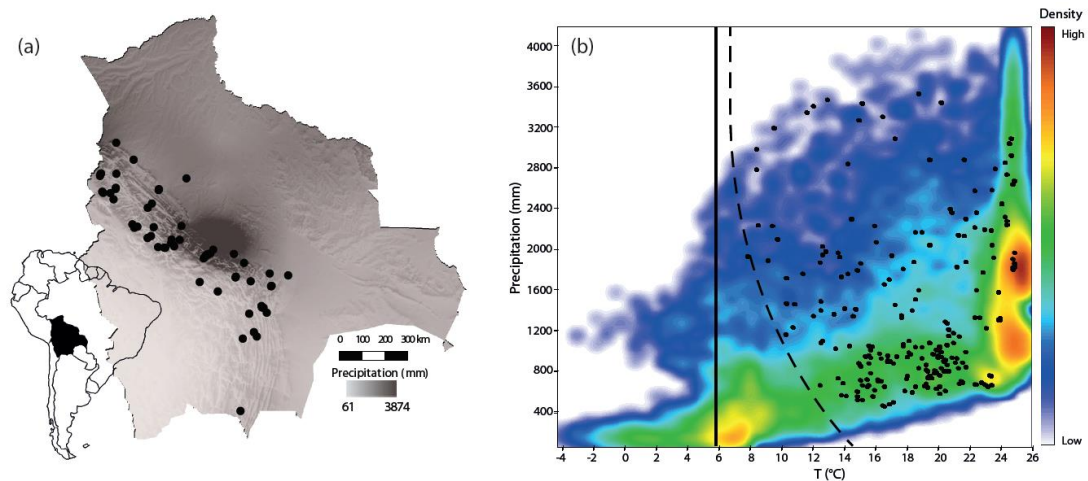 (a)
0 100 200 300 km
Precipitation (mm)
61 3874
(b)
Density
High
Low
Precipitation (mm)
4000
3600
3200
2800
2400
2000
1600
1200
800
400
-4 -2 0 2 4 6 8 10 12 14 16 18 20 22 24 26
T (°C)